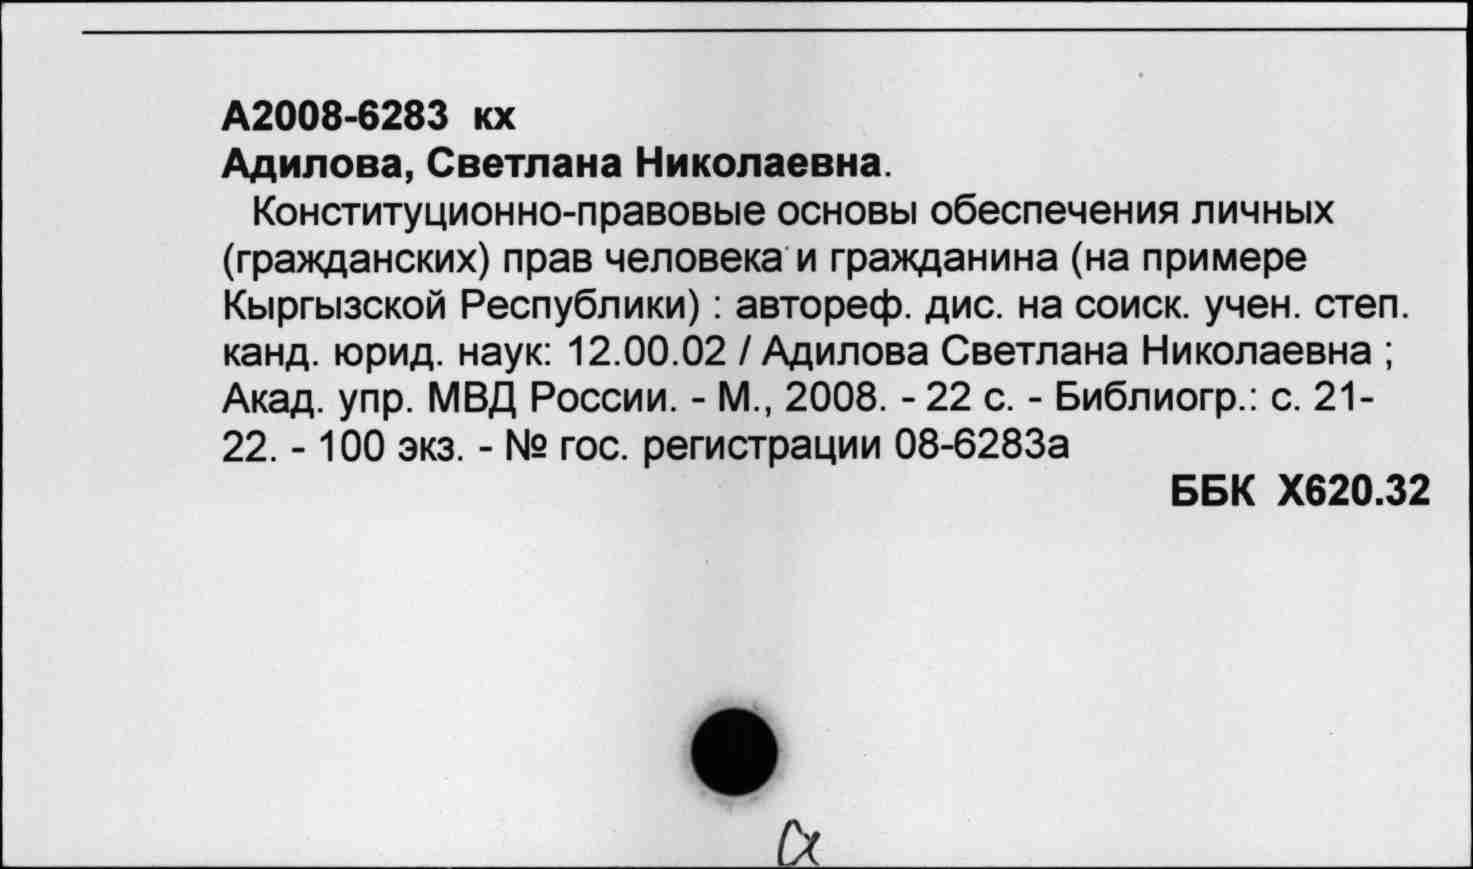 А2008-6283 кх
Адилова, Светлана Николаевна.
Конституционно-правовые основы обеспечения личных
(гражданских) прав человека и гражданина (на примере
Кыргызской Республики) : автореф. дис. на соиск. учен. степ.
канд. юрид. наук: 12.00.02 / Адилова Светлана Николаевна ;
Акад. упр. МВД России. - М., 2008. - 22 с. - Библиогр.: с. 21-
22. - 100 экз. - № гос. регистрации 08-6283а
ББК Х620.32